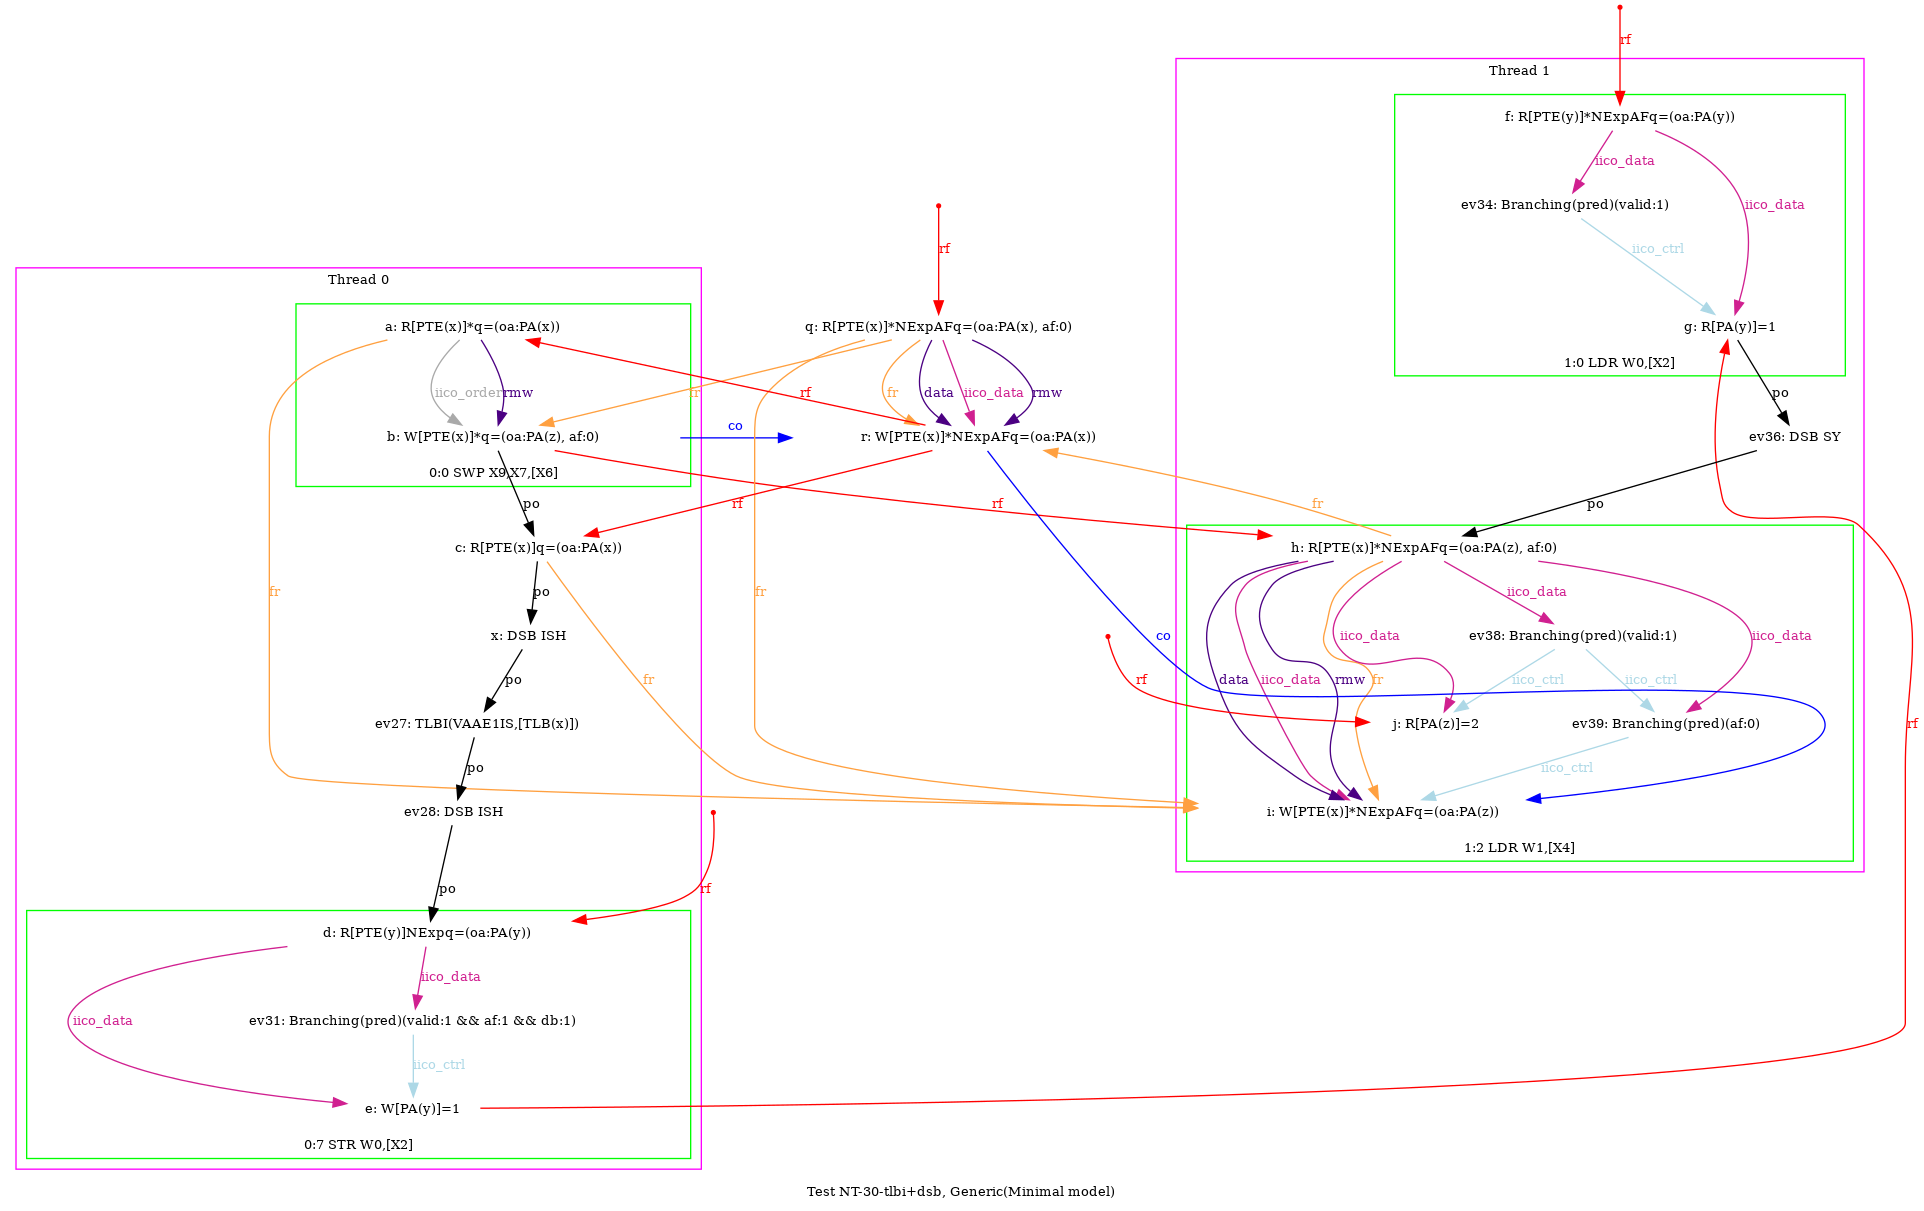 rf
Thread 1
f: R[PTE(y)]*NExpAFq=(oa:PA(y))
iico_data
ev34: Branching(pred)(valid:1)
iico_data
iico_ctrl
rf
Thread 0
a: R[PTE(x)]*q=(oa:PA(x))
q: R[PTE(x)]*NExpAFq=(oa:PA(x), af:0)
g: R[PA(y)]=1
1:0 LDR W0,[X2]
iico_order
rmw
fr
rf
fr
data
iico_data
rmw
po
co
b: W[PTE(x)]*q=(oa:PA(z), af:0)
r: W[PTE(x)]*NExpAFq=(oa:PA(x))
ev36: DSB SY
0:0 SWP X9,X7,[X6]
po
rf
rf
fr
po
c: R[PTE(x)]q=(oa:PA(x))
h: R[PTE(x)]*NExpAFq=(oa:PA(z), af:0)
fr
po
fr
iico_data
x: DSB ISH
co
iico_data
ev38: Branching(pred)(valid:1)
iico_data
po
fr
rf
data
iico_data
rmw
fr
iico_ctrl
iico_ctrl
ev27: TLBI(VAAE1IS,[TLB(x)])
j: R[PA(z)]=2
ev39: Branching(pred)(af:0)
rf
po
iico_ctrl
ev28: DSB ISH
i: W[PTE(x)]*NExpAFq=(oa:PA(z))
1:2 LDR W1,[X4]
po
rf
d: R[PTE(y)]NExpq=(oa:PA(y))
iico_data
iico_data
ev31: Branching(pred)(valid:1 && af:1 && db:1)
iico_ctrl
e: W[PA(y)]=1
0:7 STR W0,[X2]
Test NT-30-tlbi+dsb, Generic(Minimal model)